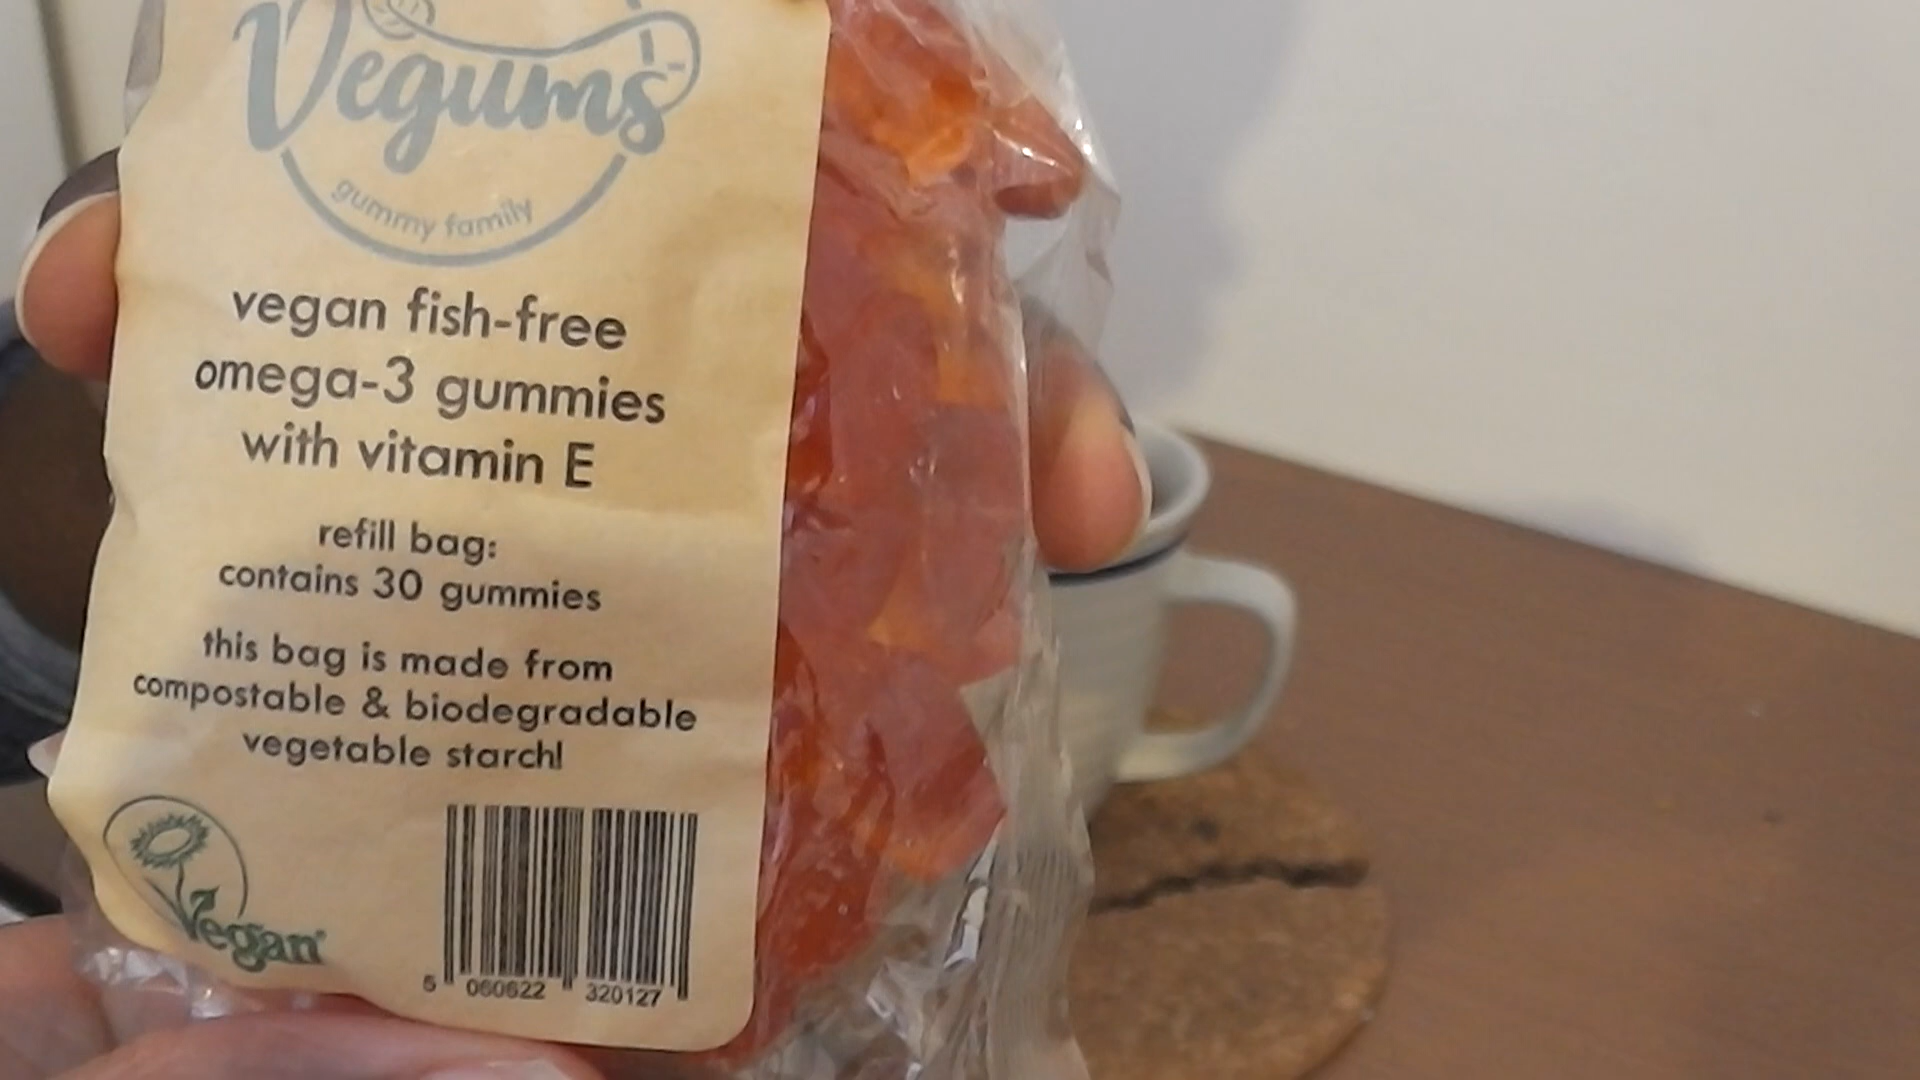 Vegums
gummy family
vegan fish-free
omega-3 gummies
with vitamin E
refill bag:
contains 30 gummies
this bag is made from
compostable & biodegradable
vegetable starch!
Vegan
5 060622 320127